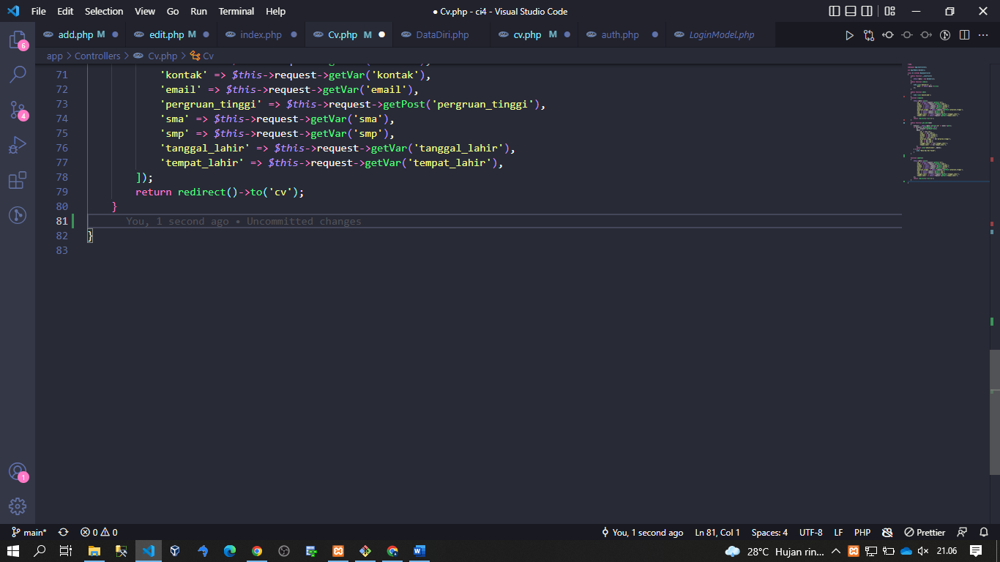 File Edit Selection View Go Run Terminal Help ● Cv.php - ci4 - Visual Studio Code
add.php M ● edit.php M ● index.php ● Cv.php M ● DataDiri.php cv.php M ● auth.php ● LoginModel.php
app > Controllers > Cv.php > Cv
71 'kontak' => $this->request->getVar('kontak'),
72 'email' => $this->request->getVar('email'),
73 'pergruan_tinggi' => $this->request->getPost('pergruan_tinggi'),
74 'sma' => $this->request->getVar('sma'),
75 'smp' => $this->request->getVar('smp'),
76 'tanggal_lahir' => $this->request->getVar('tanggal_lahir'),
77 'tempat_lahir' => $this->request->getVar('tempat_lahir'),
78 ]);
79 return redirect()->to('cv');
80 }
81 You, 1 second ago • Uncommitted changes
82 }
83
6
4
1
main* 0 0 You, 1 second ago Ln 81, Col 1 Spaces: 4 UTF-8 LF PHP Prettier
28°C Hujan rin... 21.06